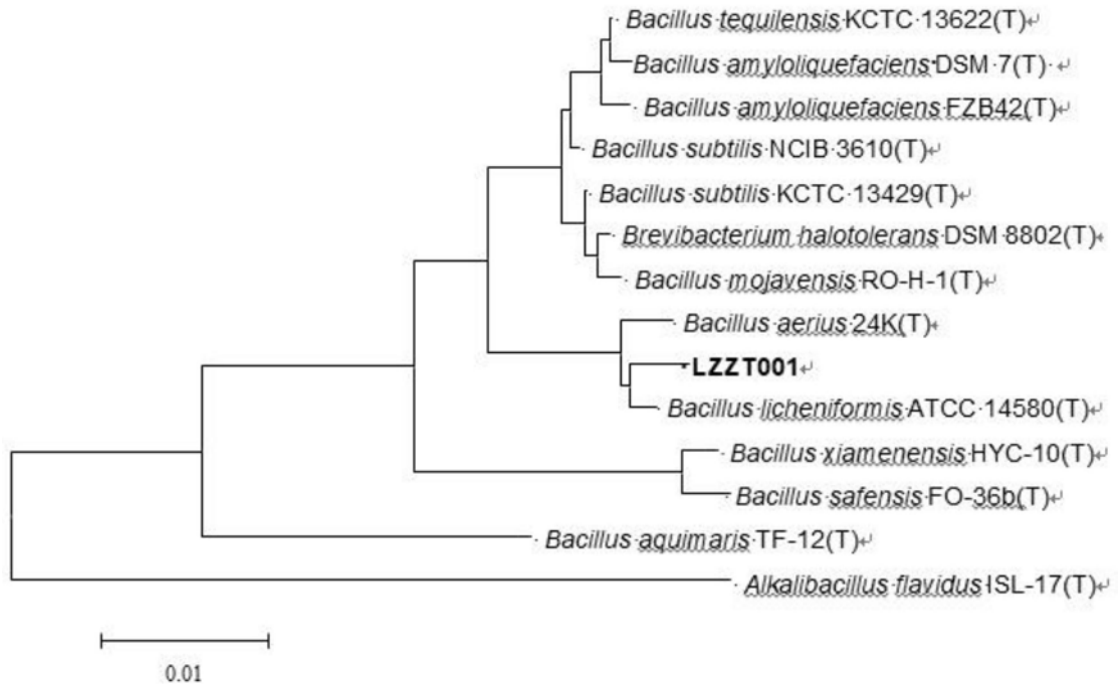 Bacillus tequilensis KCTC 13622(T)
Bacillus amyloliquefaciens DSM 7(T)
Bacillus amyloliquefaciens FZB42(T)
Bacillus subtilis NCIB 3610(T)
Bacillus subtilis KCTC 13429(T)
Brevibacterium halotolerans DSM 8802(T)
Bacillus mojavensis RO-H-1(T)
Bacillus aerius 24K(T)
LZZT001
Bacillus licheniformis ATCC 14580(T)
Bacillus xiamenensis HYC-10(T)
Bacillus safensis FO-36b(T)
Bacillus aquimaris TF-12(T)
Alkalibacillus flavidus ISL-17(T)
0.01